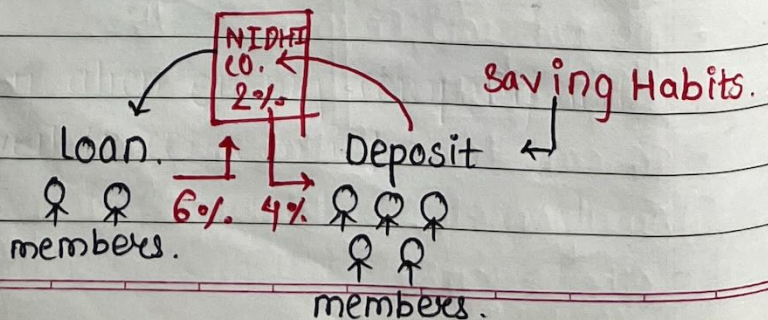 NIDHI
CO.
2%
Saving Habits.
Loan.
Deposit
6%
4%
members.
members.